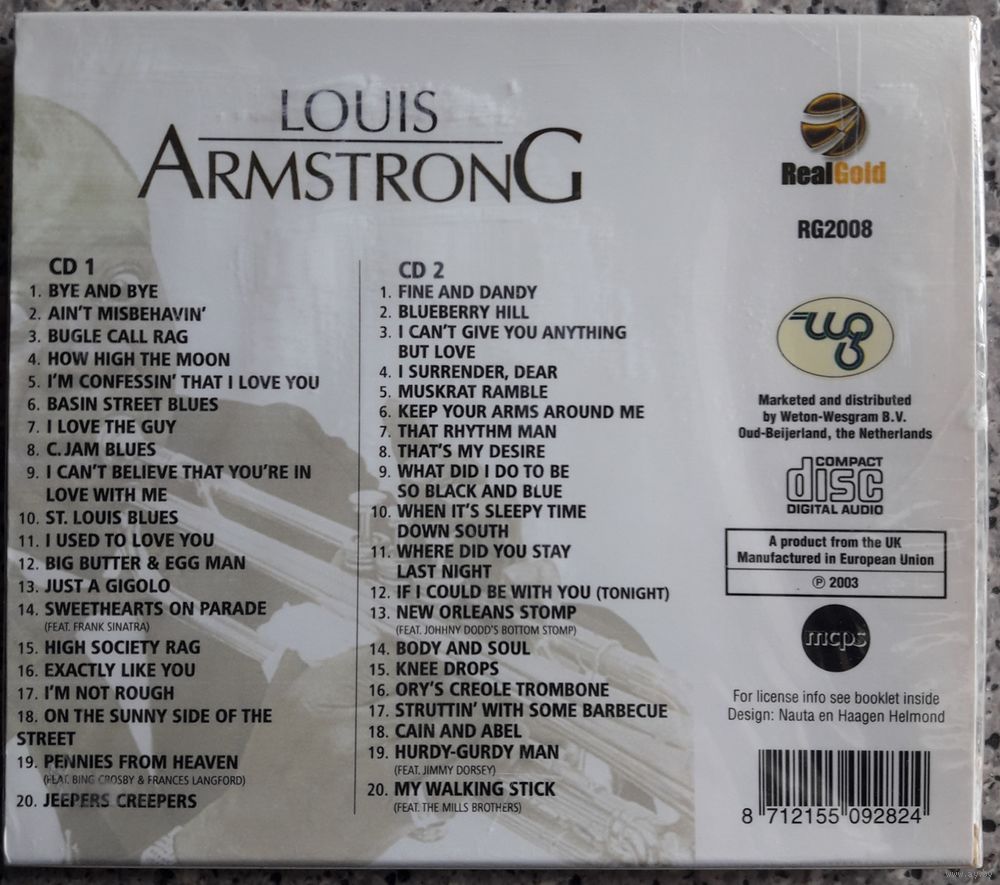 LOUIS
ARMSTRONG
CD 1
1. BYE AND BYE
2. AIN'T MISBEHAVIN'
3. BUGLE CALL RAG
4. HOW HIGH THE MOON
5. I'M CONFESSIN' THAT I LOVE YOU
6. BASIN STREET BLUES
7. I LOVE THE GUY
8. C.JAM BLUES
9. I CAN'T BELIEVE THAT YOU'RE IN
LOVE WITH ME
10. ST. LOUIS BLUES
11. I USED TO LOVE YOU
12. BIG BUTTER & EGG MAN
13. JUST A GIGOLO
14. SWEETHEARTS ON PARADE
(FEAT. FRANK SINATRA)
15. HIGH SOCIETY RAG
16. EXACTLY LIKE YOU
17. I'M NOT ROUGH
18. ON THE SUNNY SIDE OF THE
STREET
19. PENNIES FROM HEAVEN
(FEAT. BING CROSBY & FRANCES LANGFORD)
20. JEEPERS CREEPERS
CD 2
1. FINE AND DANDY
2. BLUEBERRY HILL
3. I CAN'T GIVE YOU ANYTHING
BUT LOVE
4. I SURRENDER, DEAR
5. MUSKRAT RAMBLE
6. KEEP YOUR ARMS AROUND ME
7. THAT RHYTHM MAN
8. THAT'S MY DESIRE
9. WHAT DID I DO TO BE
SO BLACK AND BLUE
10. WHEN IT'S SLEEPY TIME
DOWN SOUTH
11. WHERE DID YOU STAY
LAST NIGHT
12. IF I COULD BE WITH YOU (TONIGHT)
13. NEW ORLEANS STOMP
(FEAT. JOHHNY DODD'S BOTTOM STOMP)
14. BODY AND SOUL
15. KNEE DROPS
16. ORY'S CREOLE TROMBONE
17. STRUTTIN' WITH SOME BARBECUE
18. CAIN AND ABEL
19. HURDY-GURDY MAN
(FEAT. JIMMY DORSEY)
20. MY WALKING STICK
(FEAT. THE MILLS BROTHERS)
RealGold
RG2008
Marketed and distributed
by Weton-Wesgram B.V.
Oud-Beijerland, the Netherlands
COMPACT
disc
DIGITAL AUDIO
A product from the UK
Manufactured in European Union
℗ 2003
mcps
For license info see booklet inside
Design: Nauta en Haagen Helmond
8 712155 092824
www.ay.by